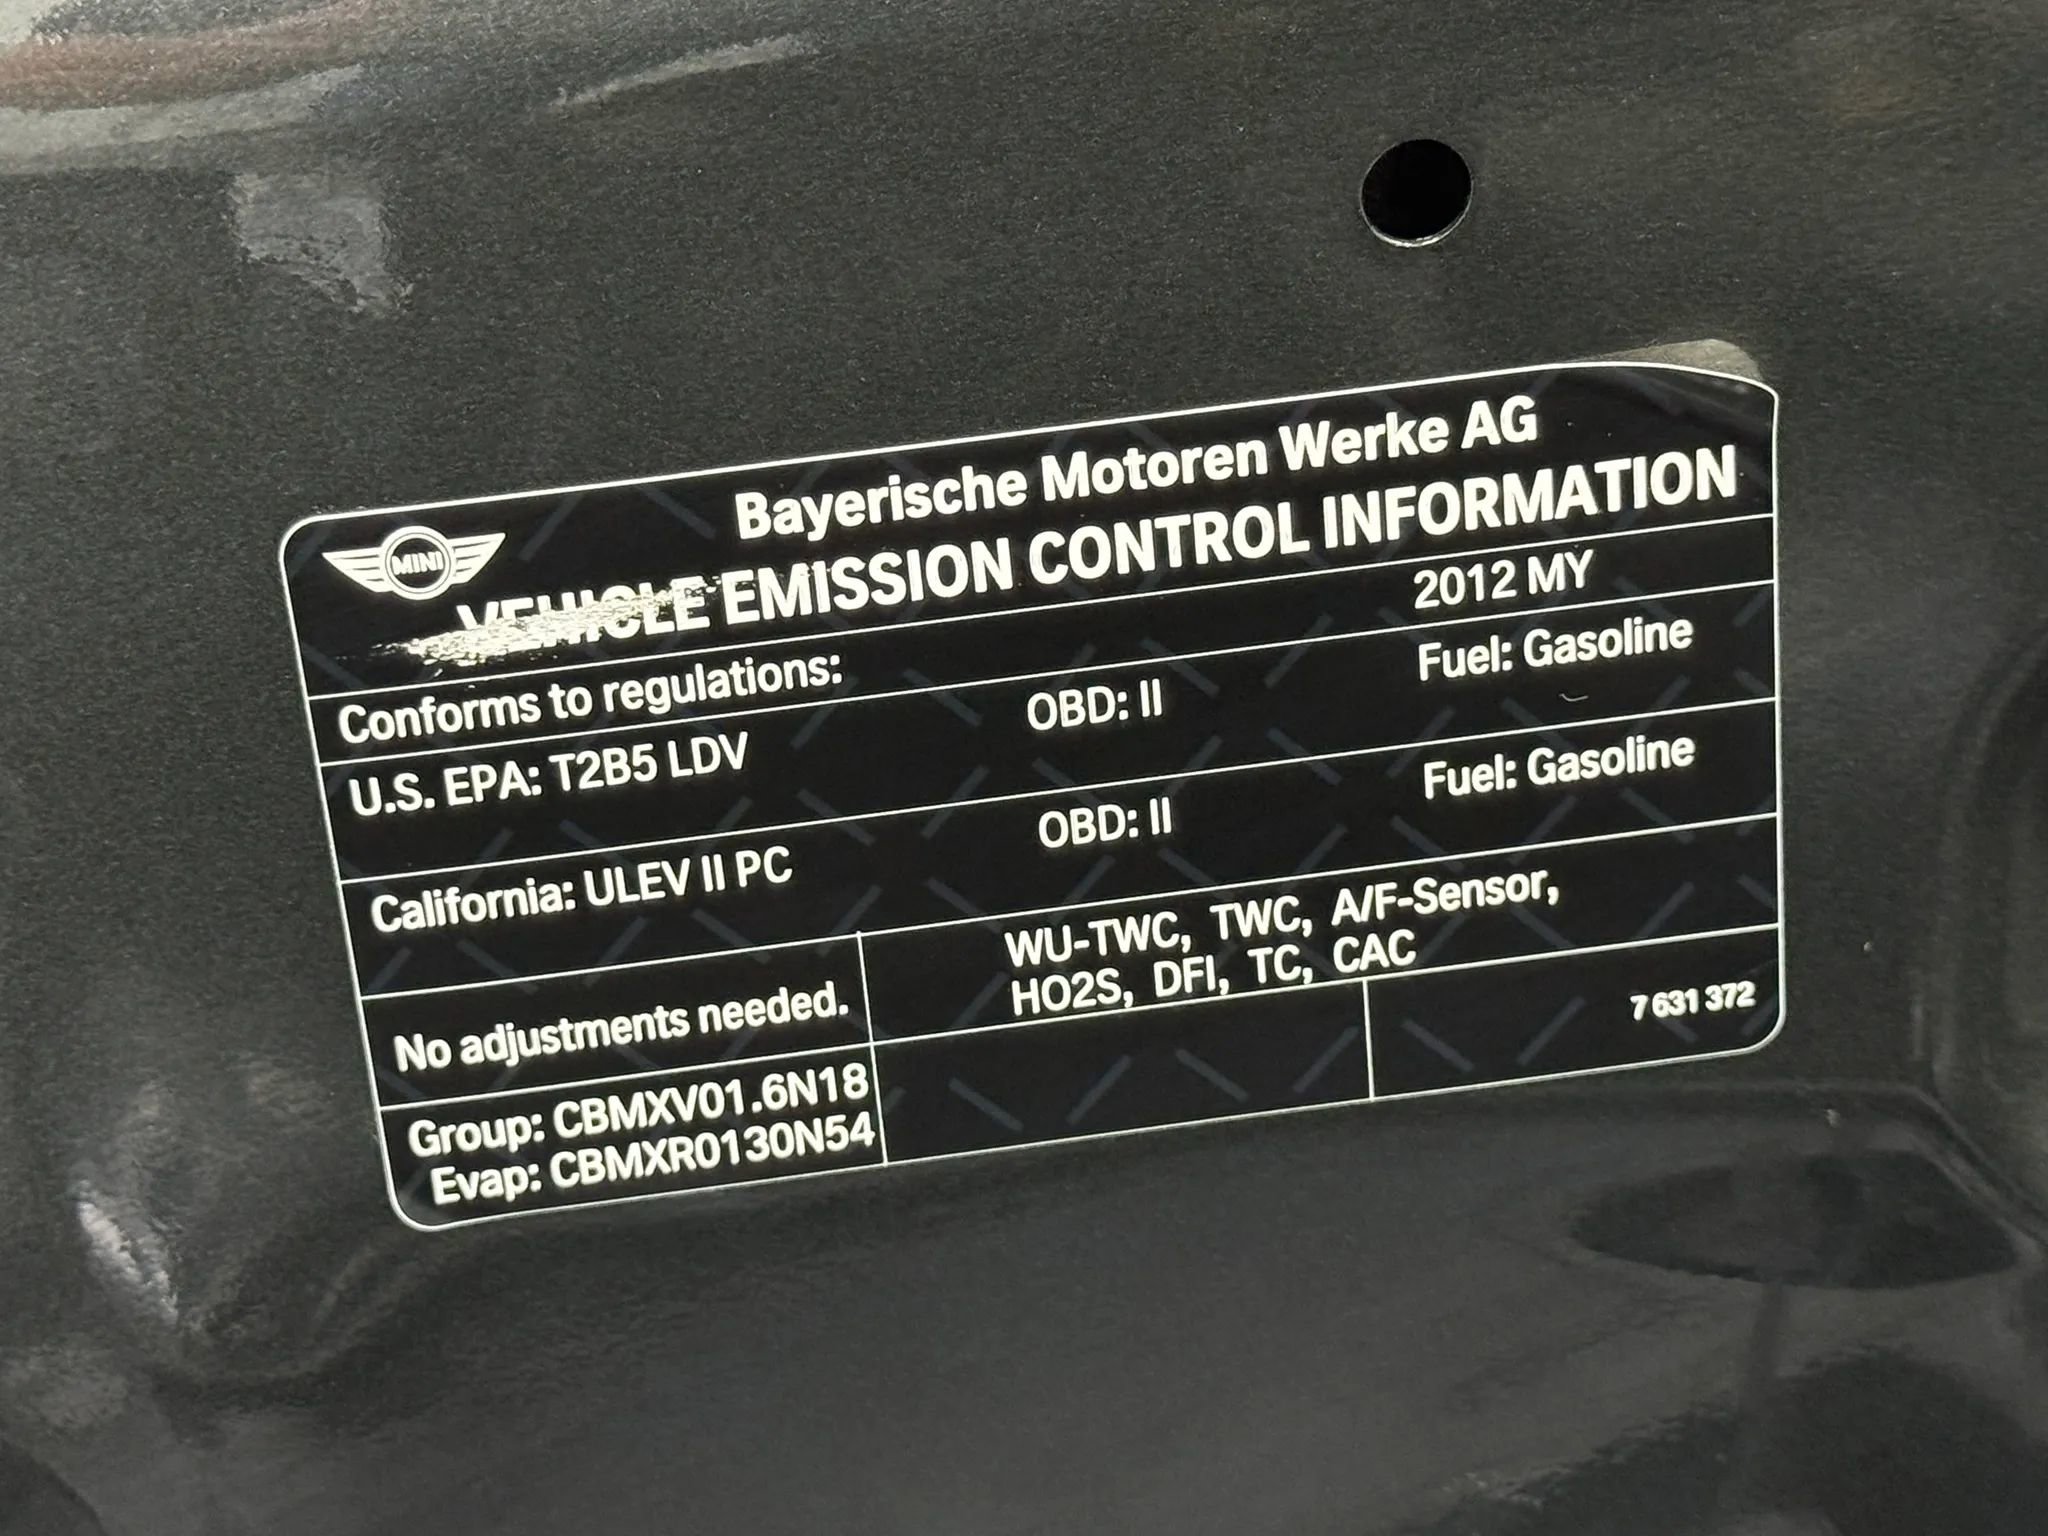 Bayerische Motoren Werke AG
MINI
VEHICLE EMISSION CONTROL INFORMATION
Conforms to regulations: 2012 MY
U.S. EPA: T2B5 LDV OBD: II Fuel: Gasoline
California: ULEV II PC OBD: II Fuel: Gasoline
No adjustments needed.
WU-TWC, TWC, A/F-Sensor,
HO2S, DFI, TC, CAC
Group: CBMXV01.6N18
Evap: CBMXR0130N54
7 631 372